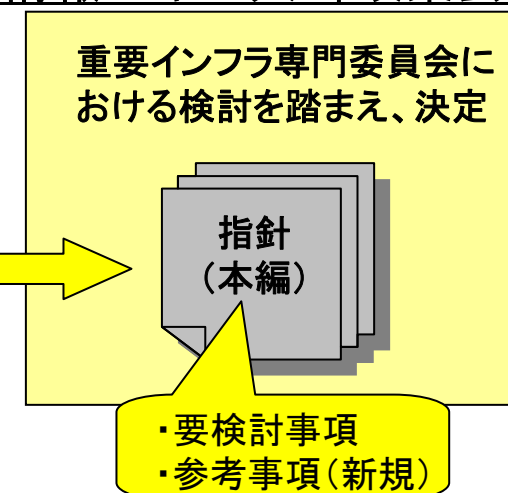 重要インフラ専門委員会に
おける検討を踏まえ、決定
指針
（本編）
・要検討事項
・参考事項（新規）